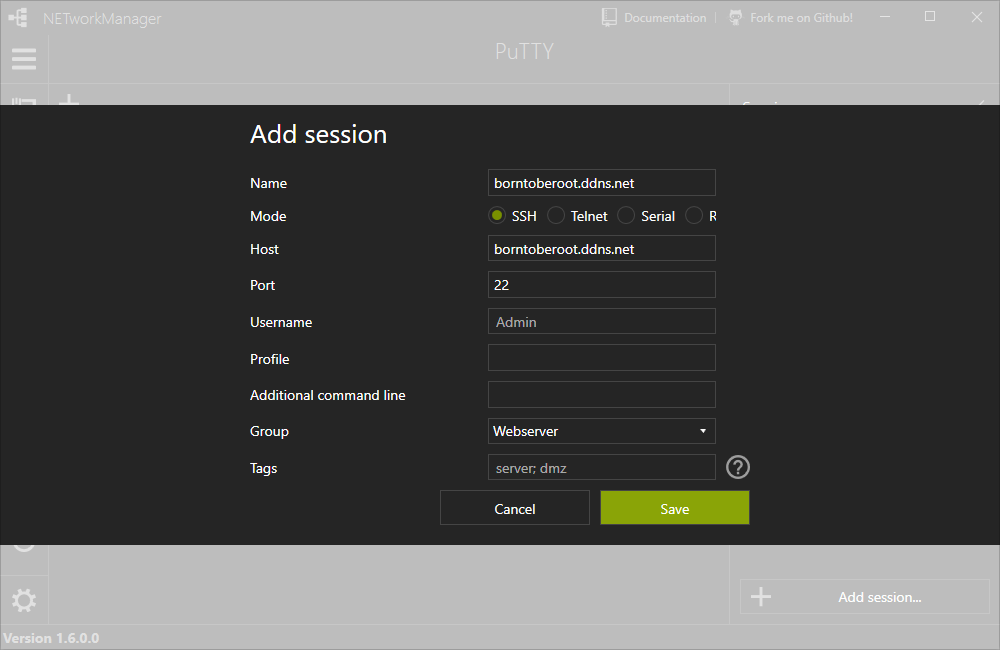 NETworkManager Documentation Fork me on Github!
PuTTY
Add session
Name borntoberoot.ddns.net
Mode SSH Telnet Serial R
Host borntoberoot.ddns.net
Port 22
Username Admin
Profile
Additional command line
Group Webserver
Tags server; dmz
Cancel Save
Add session...
Version 1.6.0.0